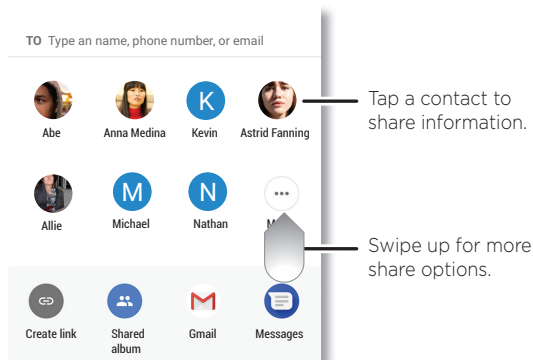 TO Type an name, phone number, or email
Abe Anna Medina Kevin Astrid Fanning
K
Tap a contact to
share information.
M N
Allie Michael Nathan
Swipe up for more
share options.
Create link Shared album Gmail Messages